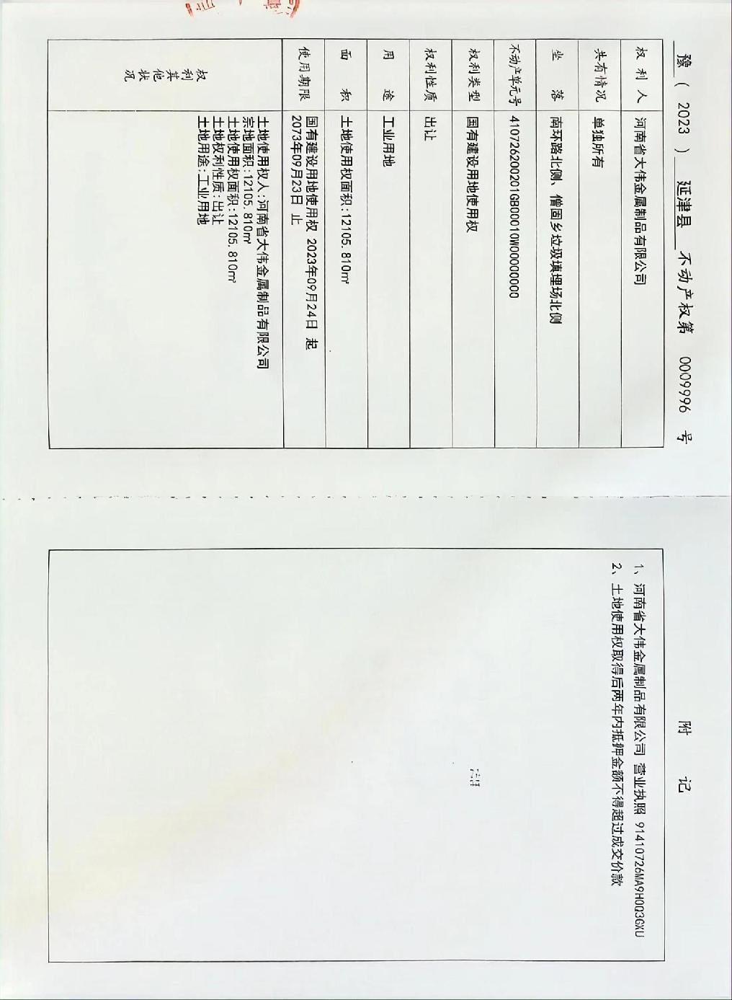 豫 ( 2023 ) 延津县 不动产权第 0009996 号
权利人 河南省大伟金属制品有限公司
共有情况 单独所有
坐落 南环路北侧、僧固乡垃圾填埋场北侧
不动产单元号 410726200201GB00010W00000000
权利类型 国有建设用地使用权
权利性质 出让
用途 工业用地
面积 土地使用权面积:12105.810㎡
使用期限 国有建设用地使用权 2023年09月24日 起
2073年09月23日 止
权利其他状况
土地使用权人:河南省大伟金属制品有限公司
宗地面积:12105.810㎡
土地使用权面积:12105.810㎡
土地权利性质:出让
土地用途:工业用地
附 记
1、河南省大伟金属制品有限公司 营业执照 91410726MA9H0Q3GXU
2、土地使用权取得后两年内抵押金额不得超过成交价款